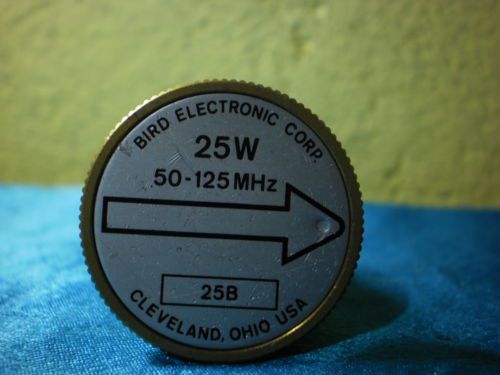 BIRD ELECTRONIC CORP.
25W
50-125MHz
25B
CLEVELAND, OHIO USA